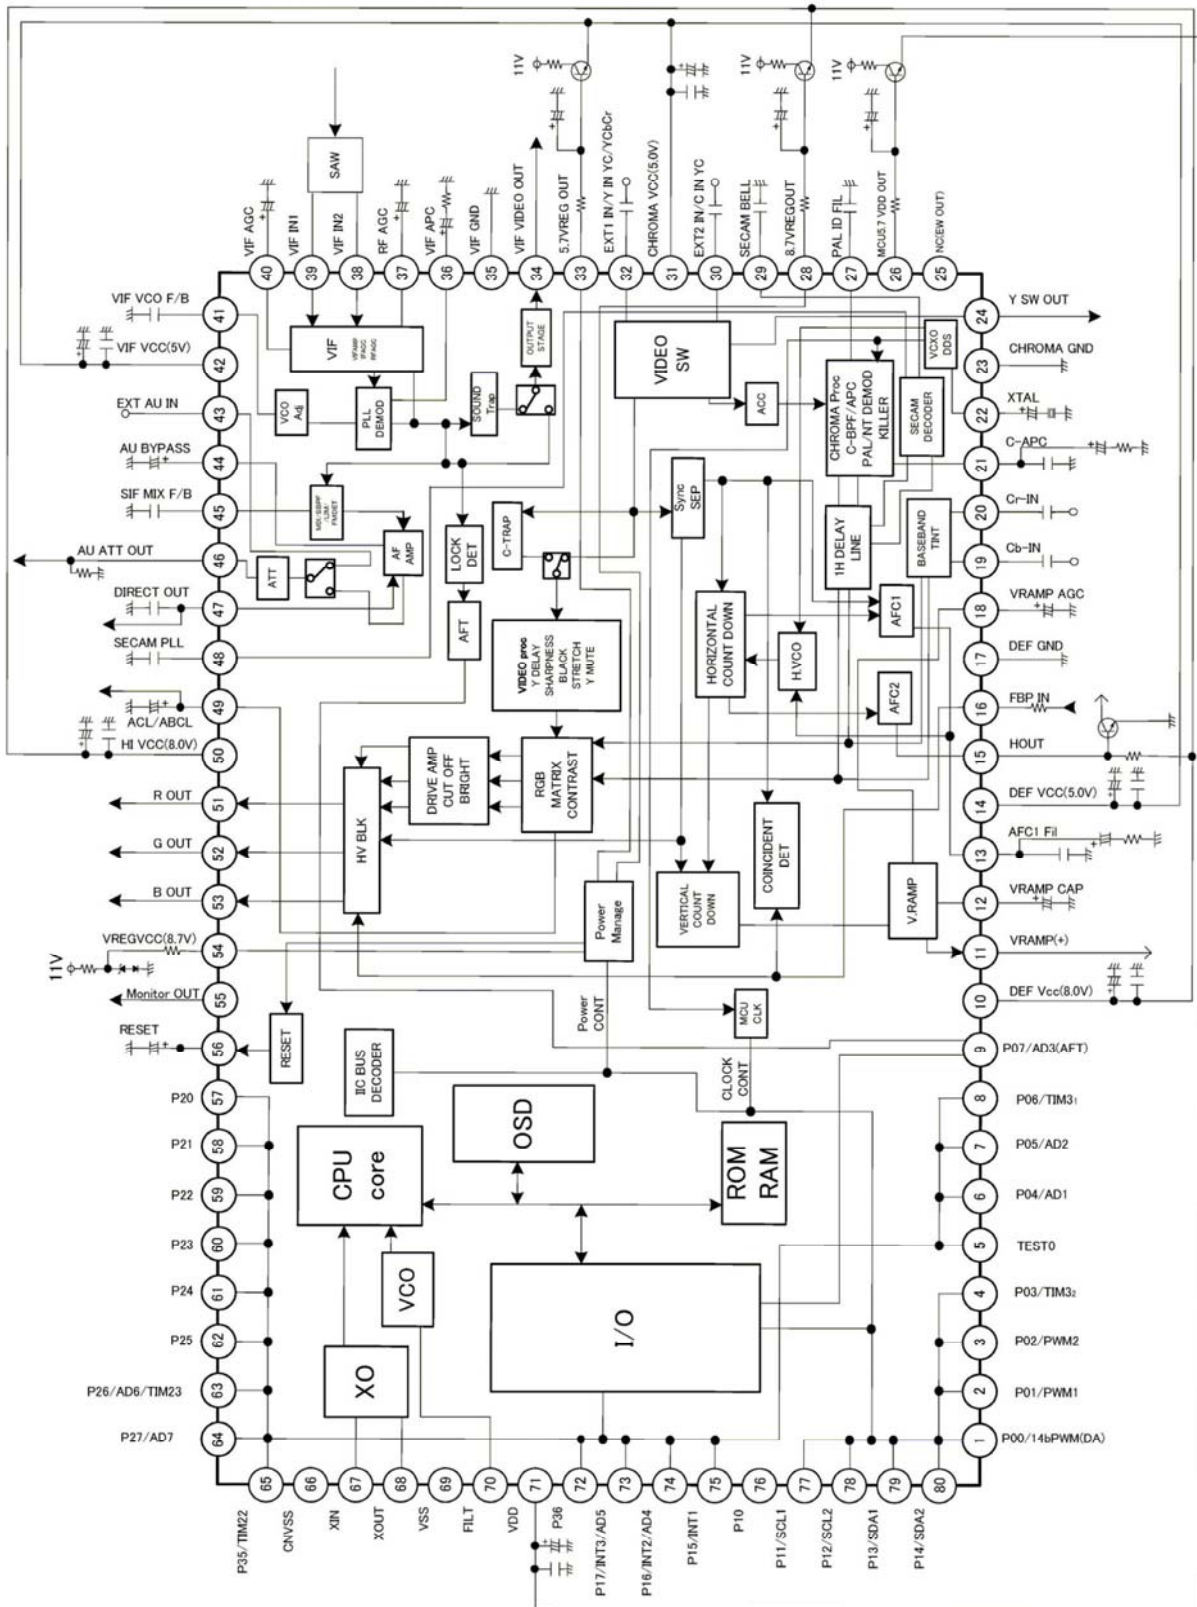 11V
11V
11V
SAW
VIF AGC
VIF IN1
VIF IN2
RF AGC
VIF APC
VIF GND
VIF VIDEO OUT
5.7VREG OUT
EXT1 IN/Y IN YC/YCbCr
CHROMA VCC(5.0V)
EXT2 IN/C IN YC
SECAM BELL
8.7VREGOUT
PAL ID FIL
MCU5.7 VDD OUT
NC(EW OUT)
40
39
38
37
36
35
34
33
32
31
30
29
28
27
26
25
VIF VCO F/B
41
VIF VCC(5V)
42
EXT AU IN
43
AU BYPASS
44
SIF MIX F/B
45
AU ATT OUT
46
DIRECT OUT
47
SECAM PLL
48
ACL/ABCL
49
HI VCC(8.0V)
50
R OUT
51
G OUT
52
B OUT
53
VREGVCC(8.7V)
11V
54
Monitor OUT
55
RESET
56
P20
57
P21
58
P22
59
P23
60
P24
61
P25
62
P26/AD6/TIM23
63
P27/AD7
64
VIF
VIFAMP
IFAGC
RFAGC
VCO
Adj
PLL
DEMOD
SOUND
Trap
OUTPUT
STAGE
VIDEO
SW
ACC
CHROMA Proc
C-BPF/APC
PAL/NT DEMOD
KILLER
VCXO
DDS
SECAM
DECODER
MIX/SBPF
/LIM/
FMDET
AF
AMP
ATT
LOCK
DET
AFT
C-TRAP
Sync
SEP
1H DELAY
LINE
BASEBAND
TINT
VIDEO proc
Y DELAY
SHARPNESS
BLACK
STRETCH
Y MUTE
HORIZONTAL
COUNT DOWN
H.VCO
AFC1
AFC2
HV BLK
DRIVE AMP
CUT OFF
BRIGHT
RGB
MATRIX
CONTRAST
COINCIDENT
DET
VERTICAL
COUNT
DOWN
V.RAMP
Power
Manage
Power
CONT
MCU
CLK
CLOCK
CONT
RESET
IIC BUS
DECODER
OSD
CPU
core
ROM
RAM
VCO
XO
I/O
24
Y SW OUT
23
CHROMA GND
22
XTAL
21
C-APC
20
Cr-IN
19
Cb-IN
18
VRAMP AGC
17
DEF GND
16
FBP IN
15
HOUT
14
DEF VCC(5.0V)
13
AFC1 Fil
12
VRAMP CAP
11
VRAMP(+)
10
DEF Vcc(8.0V)
9
P07/AD3(AFT)
8
P06/TIM31
7
P05/AD2
6
P04/AD1
5
TEST0
4
P03/TIM32
3
P02/PWM2
2
P01/PWM1
1
P00/14bPWM(DA)
65
66
67
68
69
70
71
72
73
74
75
76
77
78
79
80
P35/TIM22
CNVSS
XIN
XOUT
VSS
FILT
VDD
P36
P17/INT3/AD5
P16/INT2/AD4
P15/INT1
P10
P11/SCL1
P12/SCL2
P13/SDA1
P14/SDA2